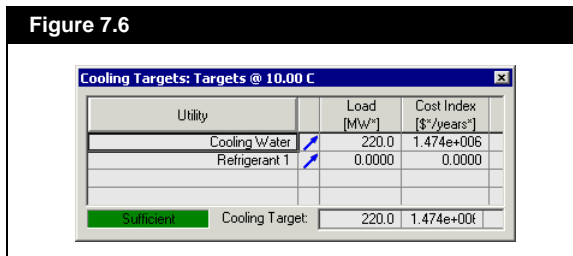 Figure 7.6
Cooling Targets: Targets @ 10.00 C
Utility Load [MW*] Cost Index [$*/years*]
Cooling Water 220.0 1.474e+006
Refrigerant 1 0.0000 0.0000
Sufficient Cooling Target: 220.0 1.474e+00